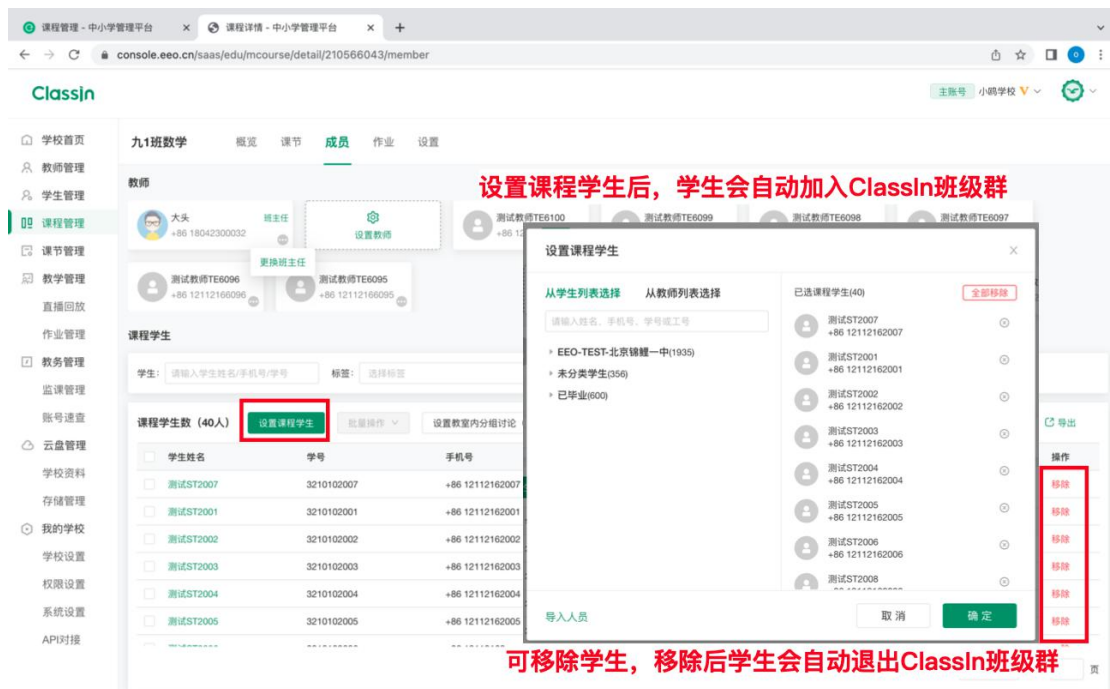 课程管理 - 中小学管理平台
课程详情 - 中小学管理平台
console.eeo.cn/saas/edu/mcourse/detail/210566043/member
ClassIn
主账号 小鸥学校
学校首页
教师管理
学生管理
课程管理
课节管理
教学管理
直播回放
作业管理
教务管理
监课管理
账号速查
云盘管理
学校资料
存储管理
我的学校
学校设置
权限设置
系统设置
API对接
九1班数学 概览 课节 成员 作业 设置
教师
设置课程学生后，学生会自动加入ClassIn班级群
大头 班主任
+86 18042300032
更换班主任
设置教师
测试教师TE6100
+86 12
测试教师TE6099
测试教师TE6098
测试教师TE6097
测试教师TE6096
+86 12112166096
测试教师TE6095
+86 12112166095
课程学生
学生： 请输入学生姓名/手机号/学号 标签： 选择标签
课程学生数（40人） 设置课程学生 批量操作 设置教室内分组讨论 导出
学生姓名 学号 手机号 操作
测试ST2007 3210102007 +86 12112162007 移除
测试ST2001 3210102001 +86 12112162001 移除
测试ST2002 3210102002 +86 12112162002 移除
测试ST2003 3210102003 +86 12112162003 移除
测试ST2004 3210102004 +86 12112162004 移除
测试ST2005 3210102005 +86 12112162005 移除
设置课程学生
从学生列表选择 从教师列表选择
请输入姓名、手机号、学号或工号
EEO-TEST-北京锦鲤一中(1935)
未分类学生(356)
已毕业(600)
已选课程学生(40) 全部移除
测试ST2007
+86 12112162007
测试ST2001
+86 12112162001
测试ST2002
+86 12112162002
测试ST2003
+86 12112162003
测试ST2004
+86 12112162004
测试ST2005
+86 12112162005
测试ST2006
+86 12112162006
测试ST2008
导入人员 取消 确定
可移除学生，移除后学生会自动退出ClassIn班级群
页